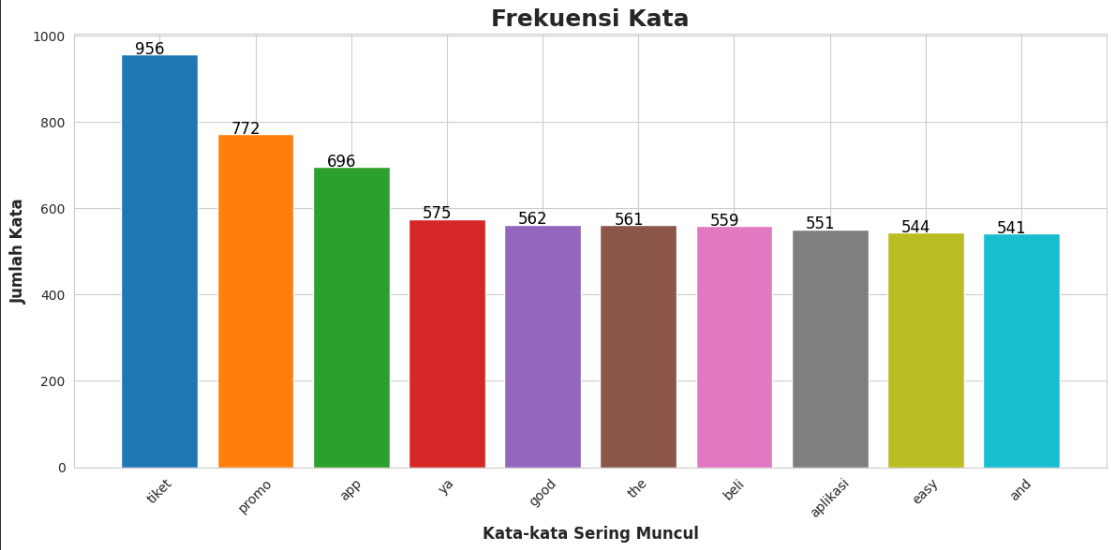 Frekuensi Kata
Jumlah Kata
1000
800
600
400
200
0
956
772
696
575
562
561
559
551
544
541
tiket
promo
app
ya
good
the
beli
aplikasi
easy
and
Kata-kata Sering Muncul